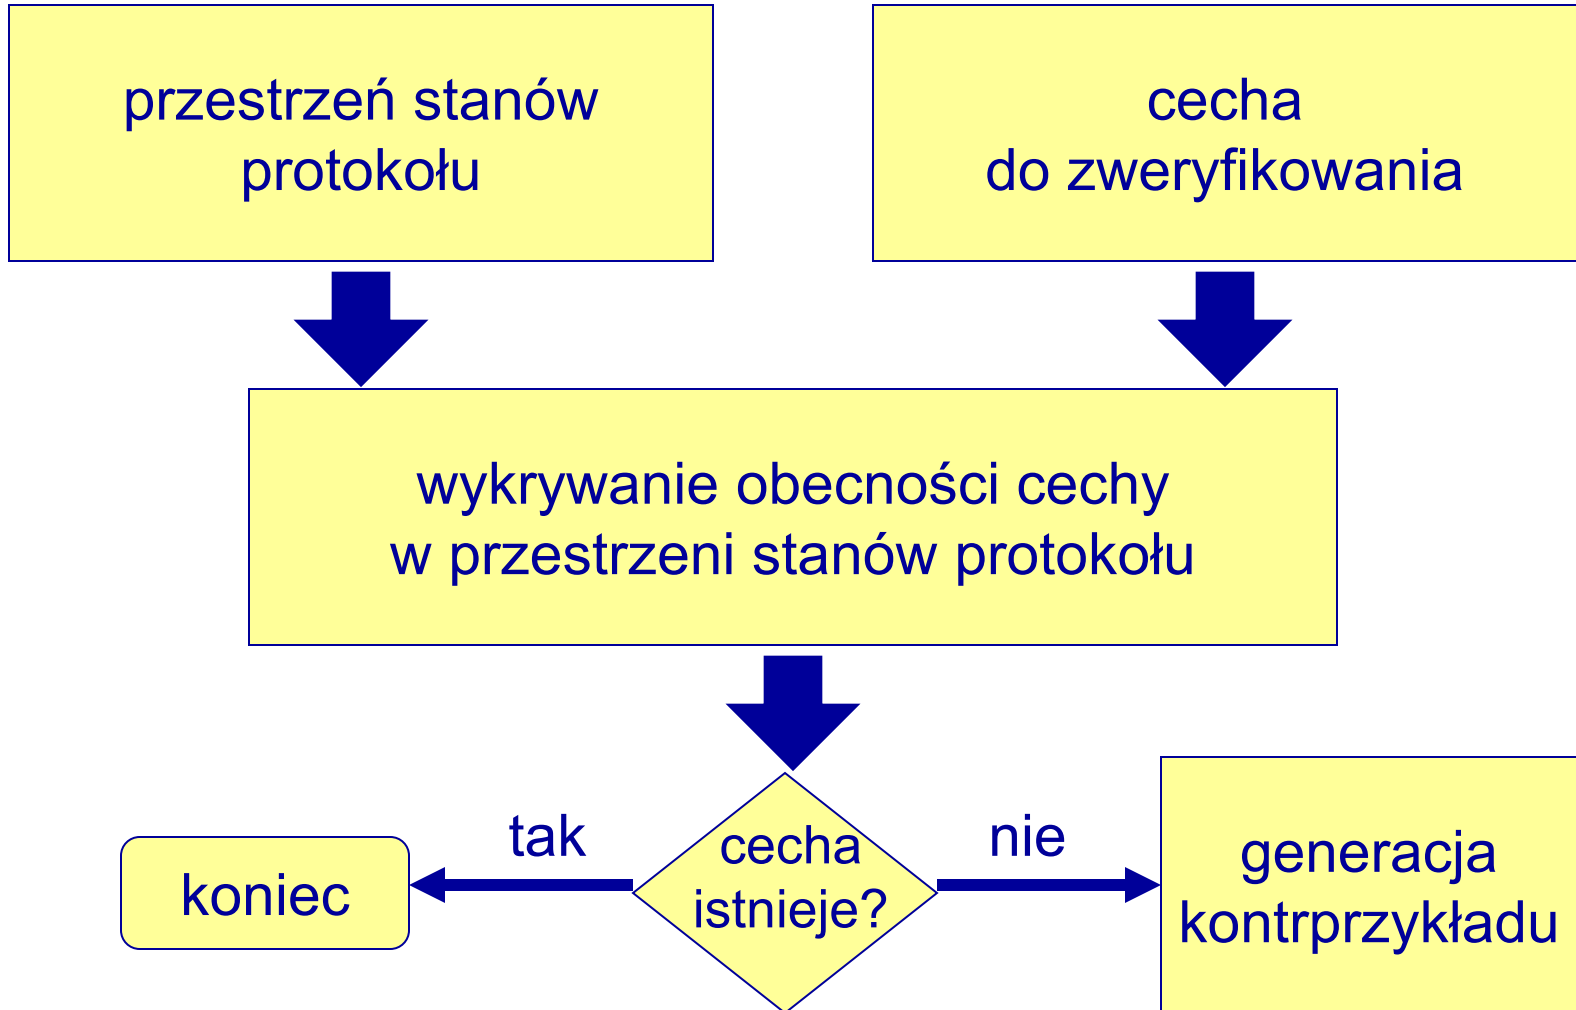 przestrzeń stanów
protokołu
cecha
do zweryfikowania
wykrywanie obecności cechy
w przestrzeni stanów protokołu
tak
cecha
istnieje?
nie
koniec
generacja
kontrprzykładu